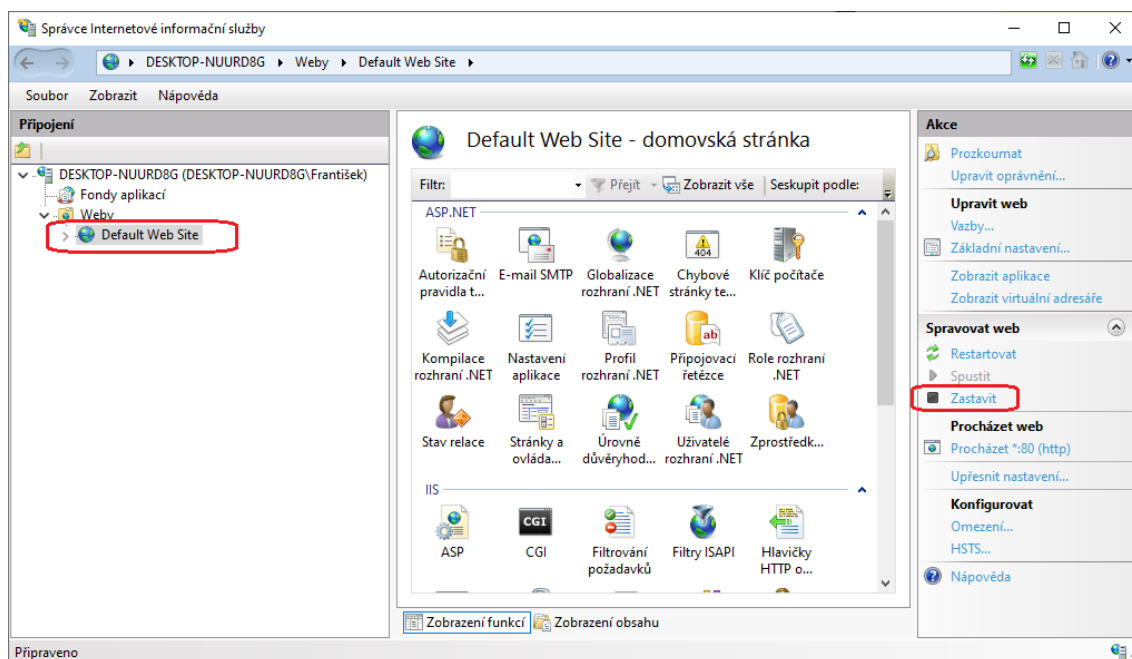 Správce Internetové informační služby
DESKTOP-NUURD8G Weby Default Web Site
Soubor Zobrazit Nápověda
Připojení
DESKTOP-NUURD8G (DESKTOP-NUURD8G\František)
Fondy aplikací
Weby
Default Web Site
Default Web Site - domovská stránka
Filtr: Přejít Zobrazit vše Seskupit podle:
ASP.NET
Autorizační pravidla t...
E-mail SMTP
Globalizace rozhraní .NET
Chybové stránky te...
404
Klíč počítače
Kompilace rozhraní .NET
Nastavení aplikace
Profil rozhraní .NET
ab
Připojovací řetězce
Role rozhraní .NET
Stav relace
Stránky a ovláda...
Úrovně důvěryhod...
Uživatelé rozhraní .NET
Zprostředk...
IIS
ASP
CGI
CGI
Filtrování požadavků
Filtry ISAPI
Hlavičky HTTP o...
Zobrazení funkcí Zobrazení obsahu
Akce
Prozkoumat
Upravit oprávnění...
Upravit web
Vazby...
Základní nastavení...
Zobrazit aplikace
Zobrazit virtuální adresáře
Spravovat web
Restartovat
Spustit
Zastavit
Procházet web
Procházet *:80 (http)
Upřesnit nastavení...
Konfigurovat
Omezení...
HSTS...
Nápověda
Připraveno